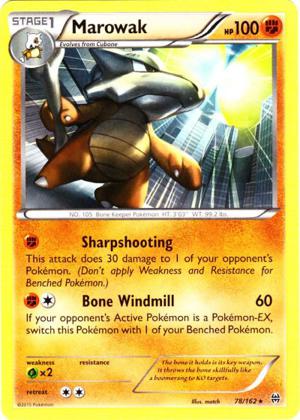 STAGE1 Marowak HP100
Evolves from Cubone
NO. 105 Bone Keeper Pokémon HT. 3'03" WT. 99.2 lbs.
Sharpshooting
This attack does 30 damage to 1 of your opponent's
Pokémon. (Don't apply Weakness and Resistance for
Benched Pokémon.)
Bone Windmill 60
If your opponent's Active Pokémon is a Pokémon-EX,
switch this Pokémon with 1 of your Benched Pokémon.
weakness resistance
×2
retreat
The bone it holds is its key weapon.
It throws the bone skillfully like
a boomerang to KO targets.
©2015 Pokémon Illus. match 78/162 ★